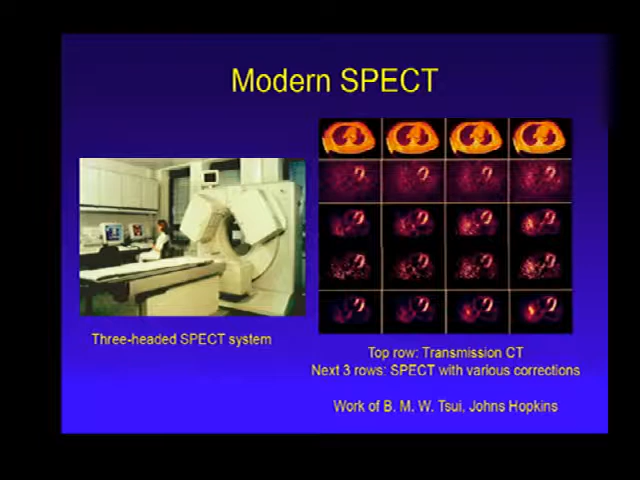 Modern SPECT
Three-headed SPECT system
Top row: Transmission CT
Next 3 rows: SPECT with various corrections
Work of B. M. W. Tsui, Johns Hopkins